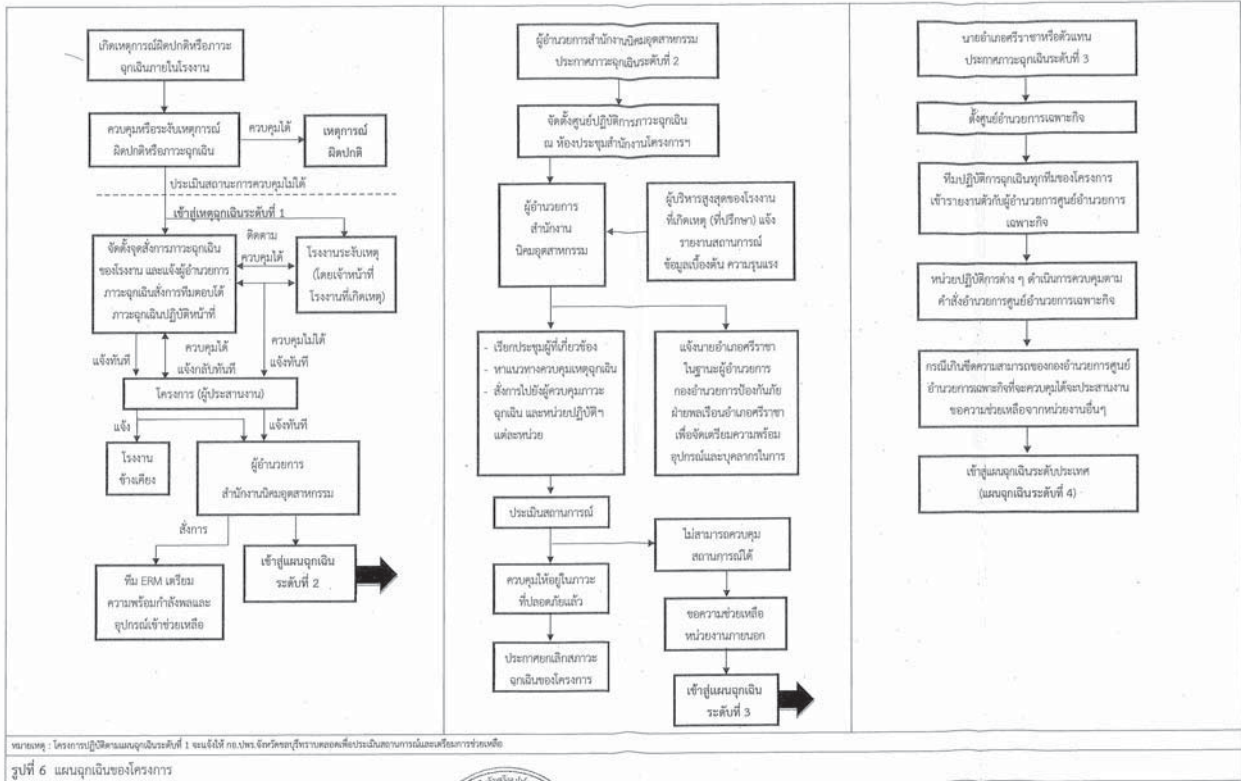 เกิดเหตุการณ์ผิดปกติหรือภาวะ
ฉุกเฉินภายในโรงงาน
ควบคุมหรือระงับเหตุการณ์
ผิดปกติหรือภาวะฉุกเฉิน
ควบคุมได้
เหตุการณ์
ผิดปกติ
ประเมินสถานะการควบคุมไม่ได้
เข้าสู่เหตุฉุกเฉินระดับที่ 1
จัดตั้งจุดสั่งการภาวะฉุกเฉิน
ของโรงงาน และแจ้งผู้อำนวยการ
ภาวะฉุกเฉินสั่งการทีมตอบโต้
ภาวะฉุกเฉินปฏิบัติหน้าที่
ติดตาม
ควบคุมได้
โรงงานระงับเหตุ
(โดยเจ้าหน้าที่
โรงงานที่เกิดเหตุ)
แจ้งทันที
ควบคุมได้
แจ้งกลับทันที
ควบคุมไม่ได้
แจ้งทันที
โครงการ (ผู้ประสานงาน)
แจ้ง
แจ้งทันที
โรงงาน
ข้างเคียง
ผู้อำนวยการ
สำนักงานนิคมอุตสาหกรรม
สั่งการ
ทีม ERM เตรียม
ความพร้อมกำลังพลและ
อุปกรณ์เข้าช่วยเหลือ
เข้าสู่แผนฉุกเฉิน
ระดับที่ 2
ผู้อำนวยการสำนักงานนิคมอุตสาหกรรม
ประกาศภาวะฉุกเฉินระดับที่ 2
จัดตั้งศูนย์ปฏิบัติการภาวะฉุกเฉิน
ณ ห้องประชุมสำนักงานโครงการฯ
ผู้อำนวยการ
สำนักงาน
นิคมอุตสาหกรรม
ผู้บริหารสูงสุดของโรงงาน
ที่เกิดเหตุ (ที่ปรึกษา) แจ้ง
รายงานสถานการณ์
ข้อมูลเบื้องต้น ความรุนแรง
- เรียกประชุมผู้ที่เกี่ยวข้อง
- หาแนวทางควบคุมเหตุฉุกเฉิน
- สั่งการไปยังผู้ควบคุมภาวะ
ฉุกเฉิน และหน่วยปฏิบัติฯ
แต่ละหน่วย
แจ้งนายอำเภอศรีราชา
ในฐานะผู้อำนวยการ
กองอำนวยการป้องกันภัย
ฝ่ายพลเรือนอำเภอศรีราชา
เพื่อจัดเตรียมความพร้อม
อุปกรณ์และบุคลากรในการ
ประเมินสถานการณ์
ไม่สามารถควบคุม
สถานการณ์ได้
ควบคุมให้อยู่ในภาวะ
ที่ปลอดภัยแล้ว
ขอความช่วยเหลือ
หน่วยงานภายนอก
ประกาศยกเลิกสภาวะ
ฉุกเฉินของโครงการ
เข้าสู่แผนฉุกเฉิน
ระดับที่ 3
นายอำเภอศรีราชาหรือตัวแทน
ประกาศภาวะฉุกเฉินระดับที่ 3
ตั้งศูนย์อำนวยการเฉพาะกิจ
ทีมปฏิบัติการฉุกเฉินทุกทีมของโครงการ
เข้ารายงานตัวกับผู้อำนวยการศูนย์อำนวยการ
เฉพาะกิจ
หน่วยปฏิบัติการต่าง ๆ ดำเนินการควบคุมตาม
คำสั่งอำนวยการศูนย์อำนวยการเฉพาะกิจ
กรณีเกินขีดความสามารถของกองอำนวยการศูนย์
อำนวยการเฉพาะกิจที่จะควบคุมได้จะประสานงาน
ขอความช่วยเหลือจากหน่วยงานอื่นๆ
เข้าสู่แผนฉุกเฉินระดับประเทศ
(แผนฉุกเฉินระดับที่ 4)
หมายเหตุ : โครงการปฏิบัติตามแผนฉุกเฉินระดับที่ 1 จะแจ้งให้ กอ.ปพร.จังหวัดชลบุรีทราบตลอดเพื่อประเมินสถานการณ์และเตรียมการช่วยเหลือ
รูปที่ 6 แผนฉุกเฉินของโครงการ